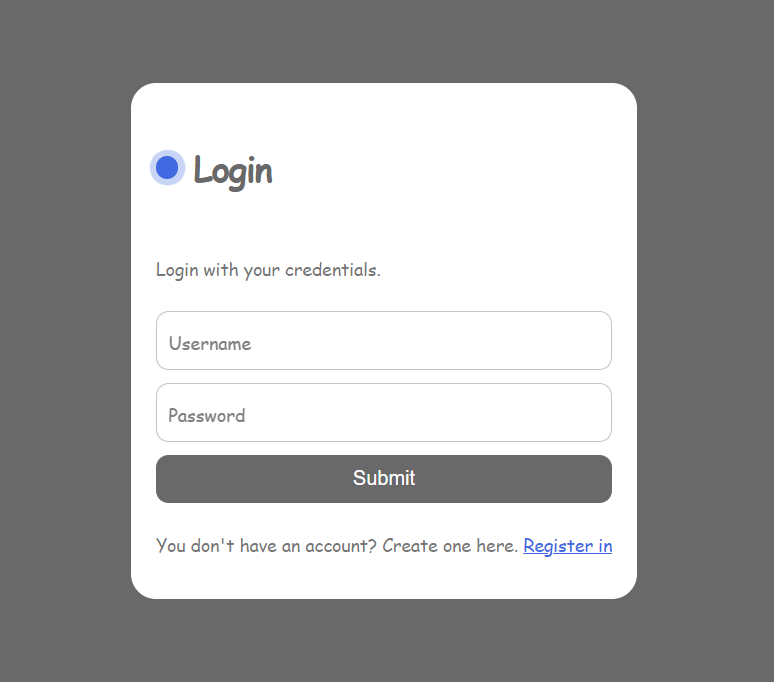 Login
Login with your credentials.
Username
Password
Submit
You don't have an account? Create one here. Register in